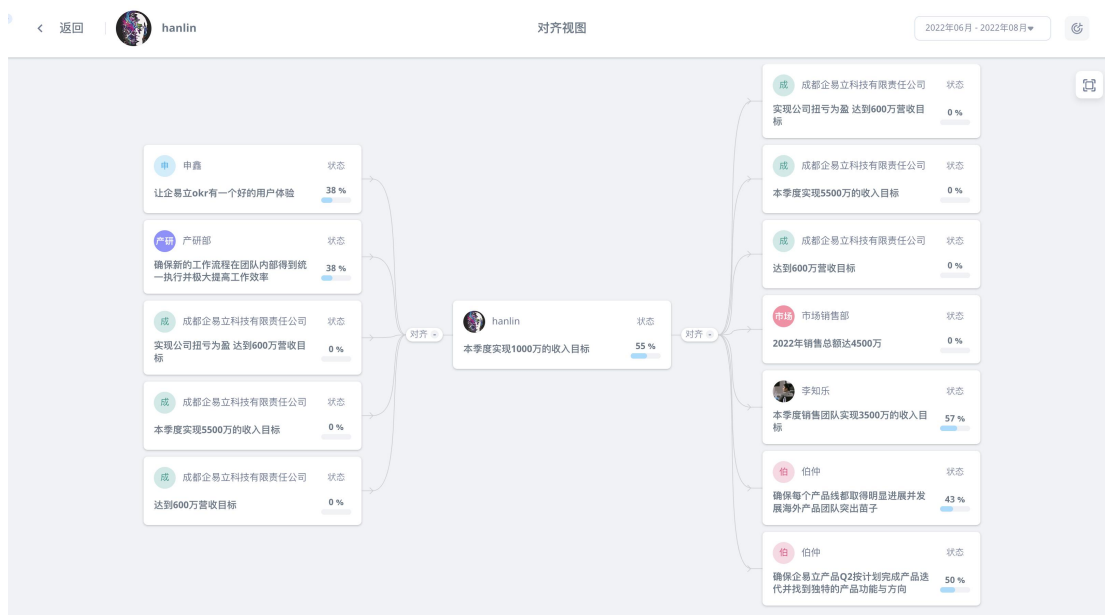 返回
hanlin
对齐视图
2022年06月 - 2022年08月
申
申鑫
状态
让企易立okr有一个好的用户体验
38 %
产研
产研部
状态
确保新的工作流程在团队内部得到统
一执行并极大提高工作效率
38 %
成
成都企易立科技有限责任公司
状态
实现公司扭亏为盈 达到600万营收目
标
0 %
成
成都企易立科技有限责任公司
状态
本季度实现5500万的收入目标
0 %
成
成都企易立科技有限责任公司
状态
达到600万营收目标
0 %
对齐
hanlin
状态
本季度实现1000万的收入目标
55 %
对齐
成
成都企易立科技有限责任公司
状态
实现公司扭亏为盈 达到600万营收目
标
0 %
成
成都企易立科技有限责任公司
状态
本季度实现5500万的收入目标
0 %
成
成都企易立科技有限责任公司
状态
达到600万营收目标
0 %
市场
市场销售部
状态
2022年销售总额达4500万
0 %
李知乐
状态
本季度销售团队实现3500万的收入目
标
57 %
伯
伯仲
状态
确保每个产品线都取得明显进展并发
展海外产品团队突出苗子
43 %
伯
伯仲
状态
确保企易立产品Q2按计划完成产品迭
代并找到独特的产品功能与方向
50 %